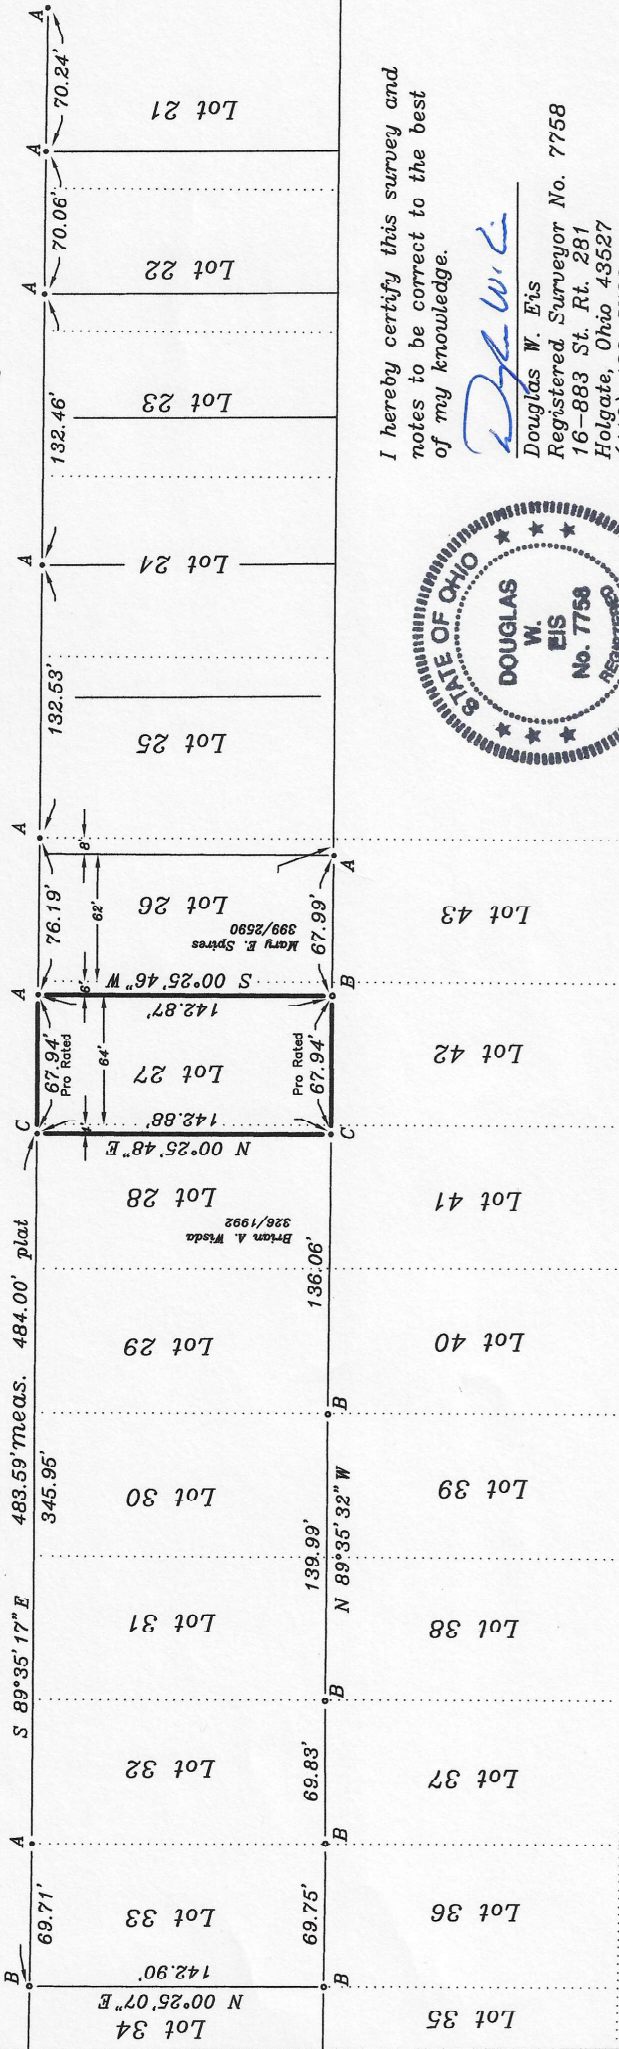 S 89°35'17" E 483.59' meas. 484.00' plat
B
A
C
A
A
A
A
A
A
69.71'
345.95'
67.94'
Pro Rated
76.19'
132.53'
132.46'
70.06'
70.24'
Lot 34
N 00°25'07" E
142.90'
Lot 33
Lot 32
Lot 31
Lot 30
Lot 29
Lot 28
Brian A. Wisda
326/1992
N 00°25'48" E
142.88'
Lot 27
64'
6'
142.87'
S 00°25'46" W
Lot 26
Mary E. Spires
399/2590
62'
8'
Lot 25
Lot 24
Lot 23
Lot 22
Lot 21
69.75'
69.83'
139.99'
136.06'
Pro Rated
67.94'
67.99'
B
B
B
B
C
B
A
N 89°35'32" W
Lot 35
Lot 36
Lot 37
Lot 38
Lot 39
Lot 40
Lot 41
Lot 42
Lot 43
I hereby certify this survey and
notes to be correct to the best
of my knowledge.
Douglas W. Eis
Registered Surveyor No. 7758
16-883 St. Rt. 281
Holgate, Ohio 43527
STATE OF OHIO
DOUGLAS
W.
EIS
No. 7758
REGISTERED